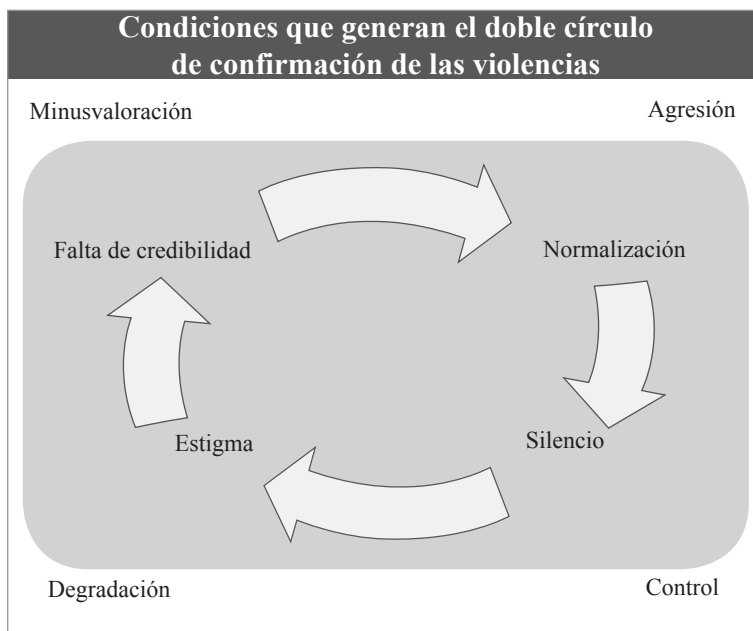 Condiciones que generan el doble círculo
de confirmación de las violencias
Minusvaloración
Agresión
Falta de credibilidad
Normalización
Estigma
Silencio
Degradación
Control